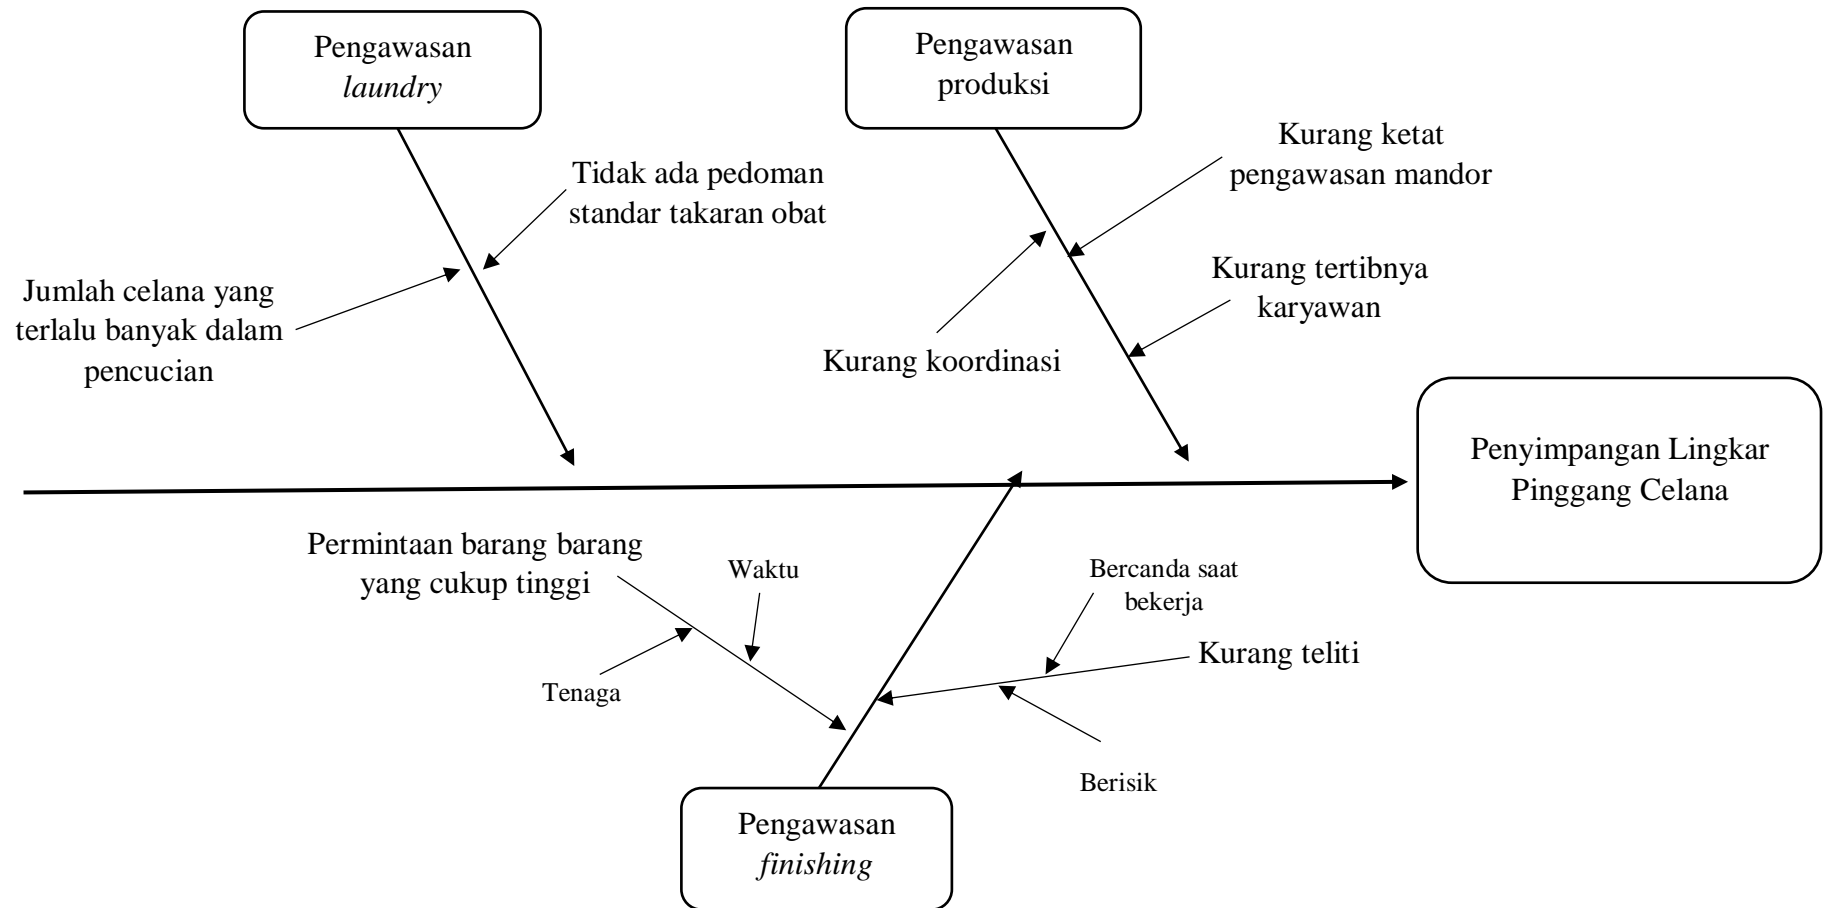 Pengawasan
laundry
Pengawasan
produksi
Kurang ketat
pengawasan mandor
Tidak ada pedoman
standar takaran obat
Kurang tertibnya
karyawan
Jumlah celana yang
terlalu banyak dalam
pencucian
Kurang koordinasi
Penyimpangan Lingkar
Pinggang Celana
Permintaan barang barang
yang cukup tinggi
Waktu
Bercanda saat
bekerja
Kurang teliti
Tenaga
Berisik
Pengawasan
finishing